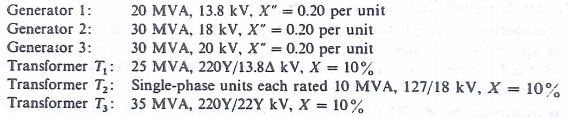 Generator 1: 20 MVA, 13.8 kV, X″ = 0.20 per unit
Generator 2: 30 MVA, 18 kV, X″ = 0.20 per unit
Generator 3: 30 MVA, 20 kV, X″ = 0.20 per unit
Transformer T₁: 25 MVA, 220Y/13.8Δ kV, X = 10%
Transformer T₂: Single-phase units each rated 10 MVA, 127/18 kV, X = 10%
Transformer T₃: 35 MVA, 220Y/22Y kV, X = 10%